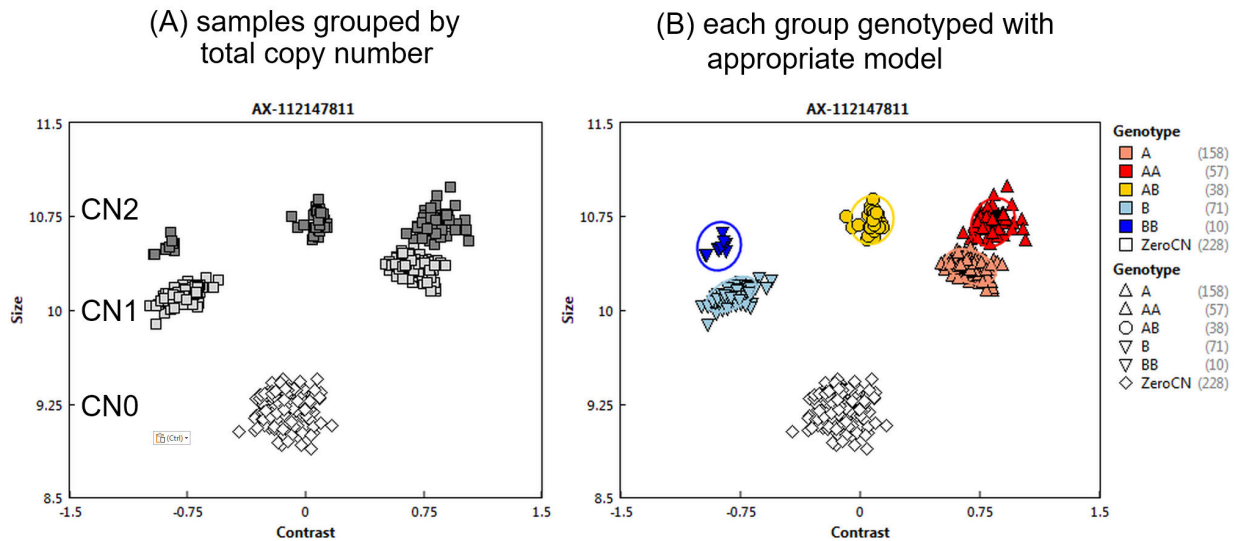 (A) samples grouped by
total copy number
(B) each group genotyped with
appropriate model
AX-112147811
11.5
10.75
10
9.25
8.5
Size
CN2
CN1
CN0
(Ctrl)
-1.5
-0.75
0
0.75
1.5
Contrast
AX-112147811
11.5
10.75
10
9.25
8.5
Size
-1.5
-0.75
0
0.75
1.5
Contrast
Genotype
A (158)
AA (57)
AB (38)
B (71)
BB (10)
ZeroCN (228)
Genotype
A (158)
AA (57)
AB (38)
B (71)
BB (10)
ZeroCN (228)